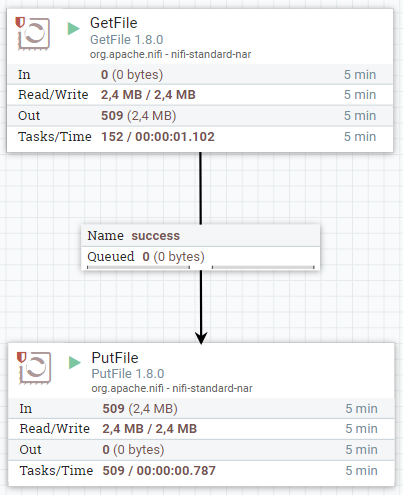 GetFile
GetFile 1.8.0
org.apache.nifi - nifi-standard-nar
In 0 (0 bytes) 5 min
Read/Write 2,4 MB / 2,4 MB 5 min
Out 509 (2,4 MB) 5 min
Tasks/Time 152 / 00:00:01.102 5 min
Name success
Queued 0 (0 bytes)
PutFile
PutFile 1.8.0
org.apache.nifi - nifi-standard-nar
In 509 (2,4 MB) 5 min
Read/Write 2,4 MB / 2,4 MB 5 min
Out 0 (0 bytes) 5 min
Tasks/Time 509 / 00:00:00.787 5 min